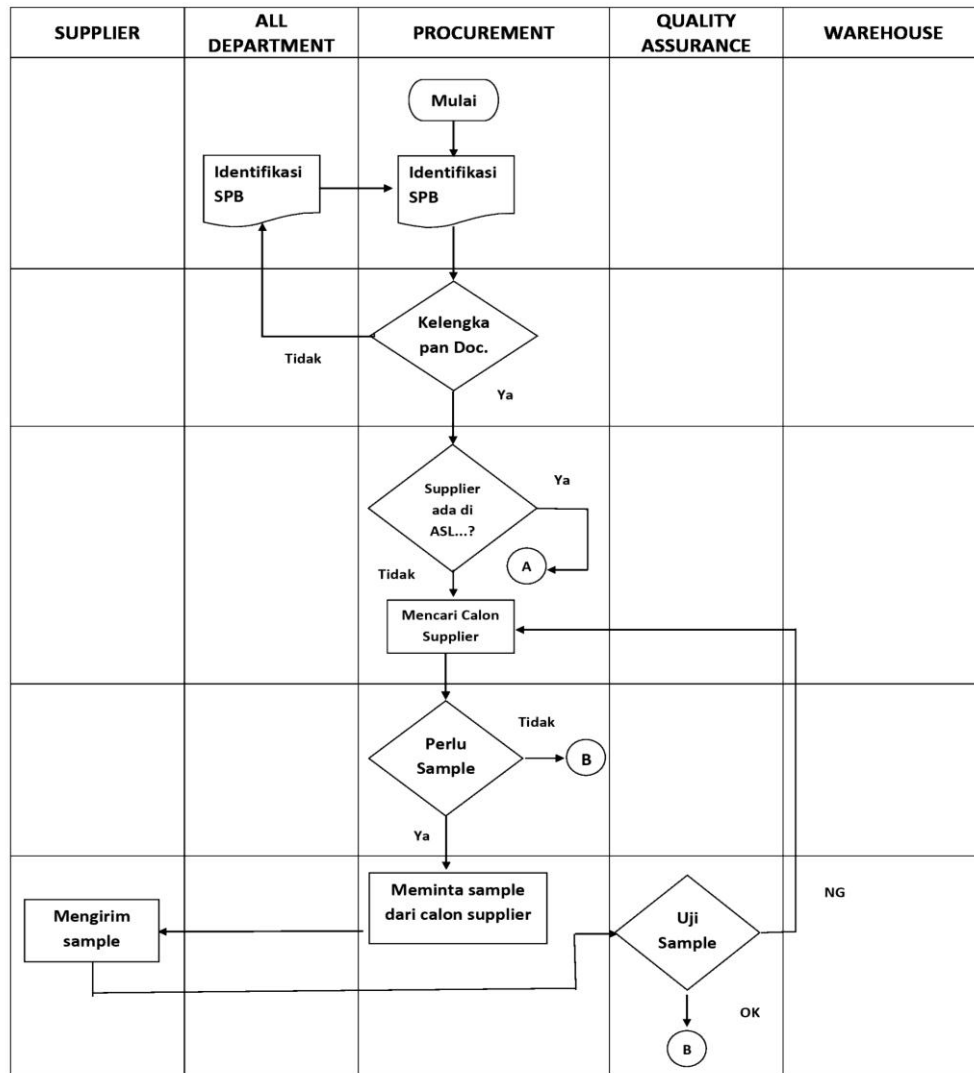 SUPPLIER
ALL
DEPARTMENT
PROCUREMENT
QUALITY
ASSURANCE
WAREHOUSE
Mulai
Identifikasi
SPB
Identifikasi
SPB
Kelengka
pan Doc.
Tidak
Ya
Supplier
ada di
ASL...?
Ya
A
Tidak
Mencari Calon
Supplier
Perlu
Sample
Tidak
B
Ya
Meminta sample
dari calon supplier
Mengirim
sample
Uji
Sample
NG
OK
B